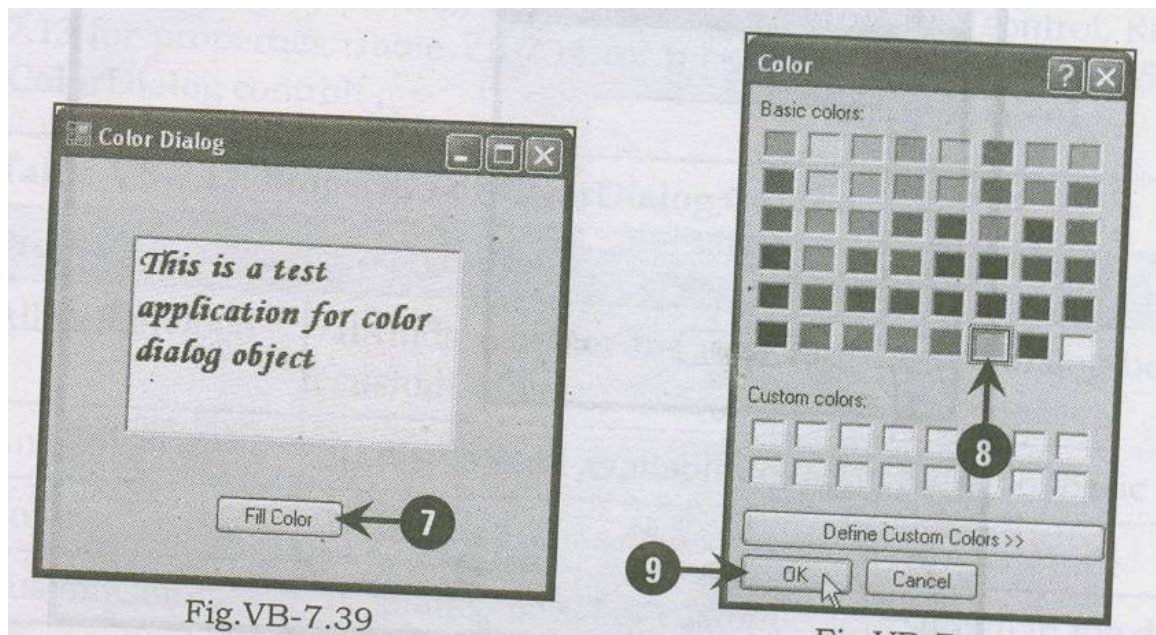 Color Dialog
This is a test
application for color
dialog object
Fill Color
7
Fig.VB-7.39
Color
?
Basic colors:
8
Custom colors:
Define Custom Colors >>
9
OK
Cancel